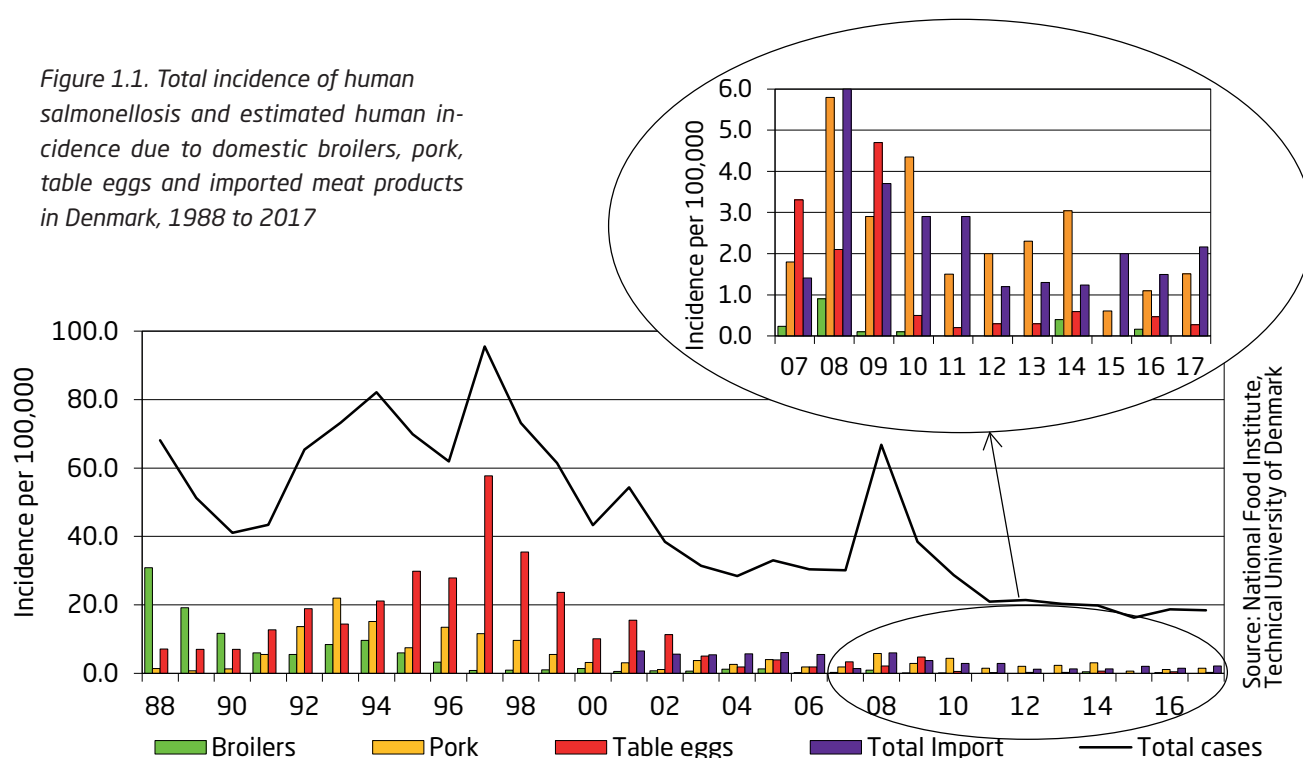 Figure 1.1. Total incidence of human
salmonellosis and estimated human in-
cidence due to domestic broilers, pork,
table eggs and imported meat products
in Denmark, 1988 to 2017
Incidence per 100,000
6.0
5.0
4.0
3.0
2.0
1.0
0.0
07 08 09 10 11 12 13 14 15 16 17
Incidence per 100,000
100.0
80.0
60.0
40.0
20.0
0.0
88 90 92 94 96 98 00 02 04 06 08 10 12 14 16
Broilers Pork Table eggs Total Import Total cases
Source: National Food Institute,
Technical University of Denmark